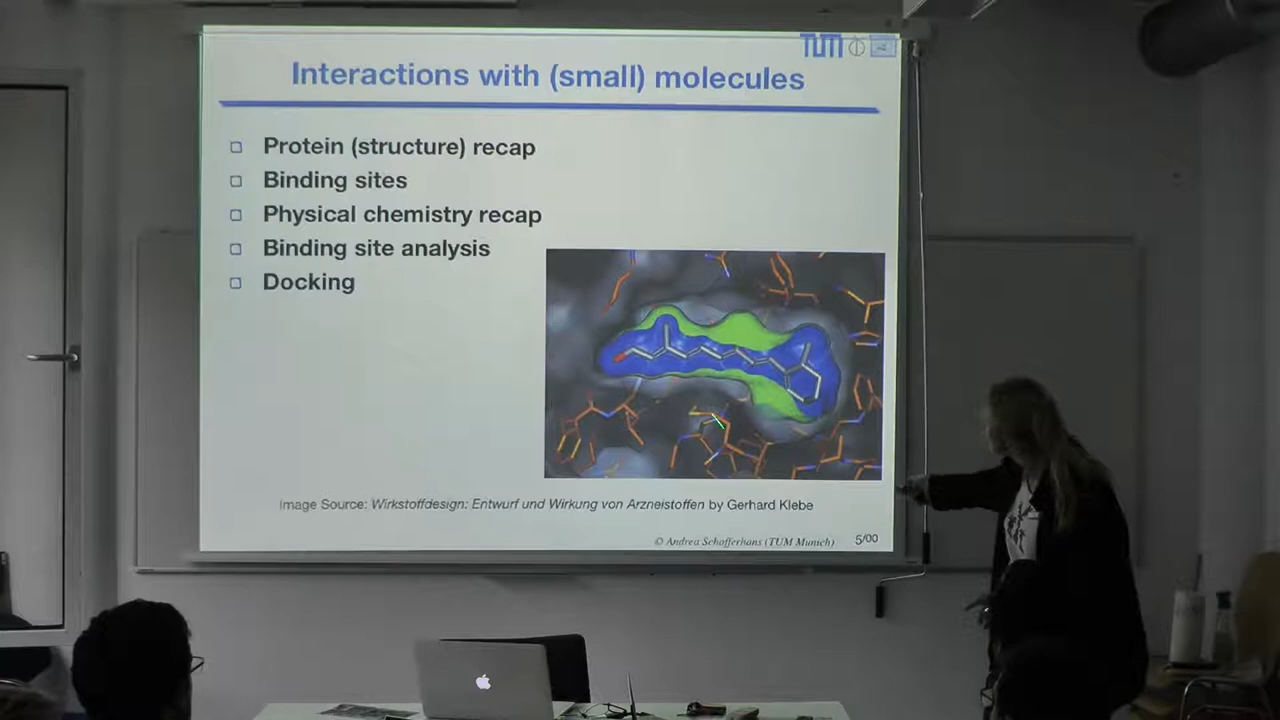 TUM
Interactions with (small) molecules
Protein (structure) recap
Binding sites
Physical chemistry recap
Binding site analysis
Docking
Image Source: Wirkstoffdesign: Entwurf und Wirkung von Arzneistoffen by Gerhard Klebe
© Andrea Schafferhans (TUM Munich)
5/00